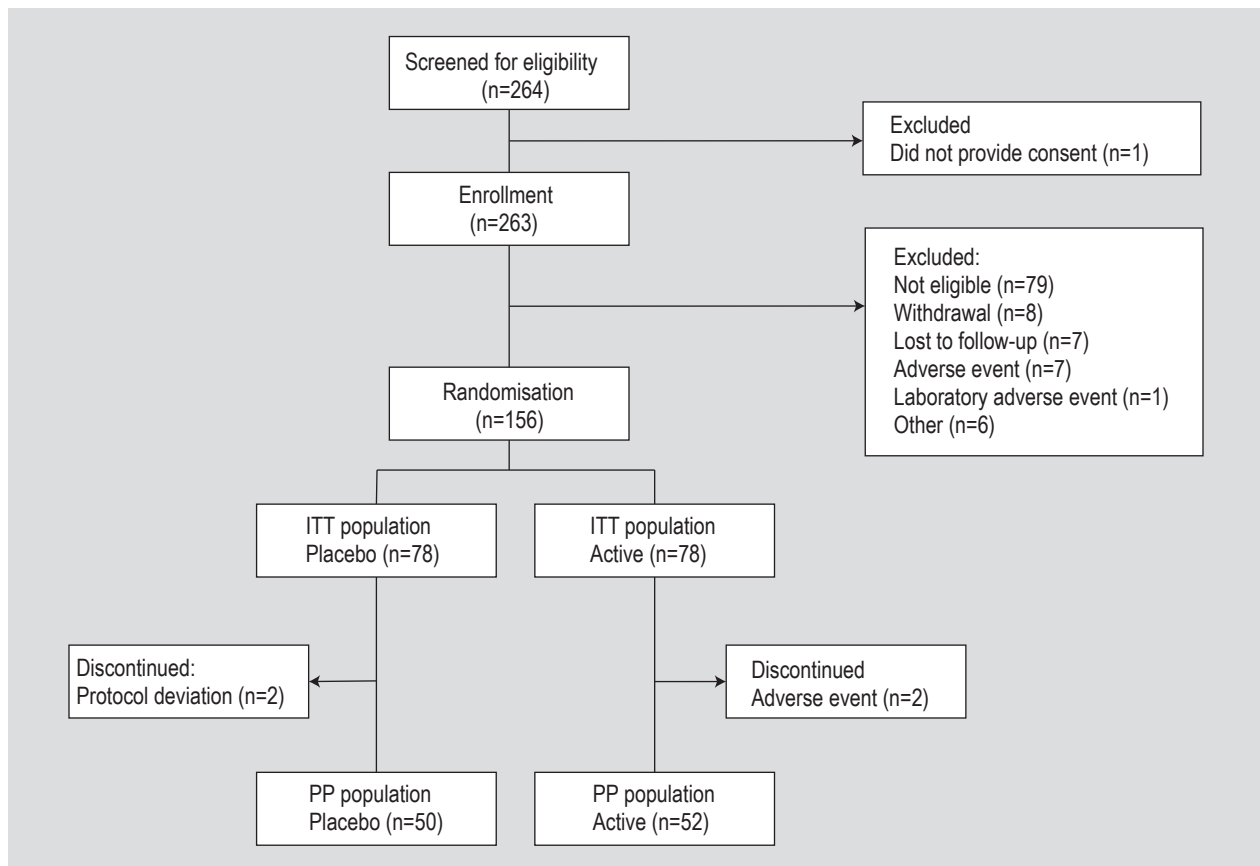 Screened for eligibility
(n=264)
Excluded
Did not provide consent (n=1)
Enrollment
(n=263)
Excluded:
Not eligible (n=79)
Withdrawal (n=8)
Lost to follow-up (n=7)
Adverse event (n=7)
Laboratory adverse event (n=1)
Other (n=6)
Randomisation
(n=156)
ITT population
Placebo (n=78)
ITT population
Active (n=78)
Discontinued:
Protocol deviation (n=2)
Discontinued
Adverse event (n=2)
PP population
Placebo (n=50)
PP population
Active (n=52)